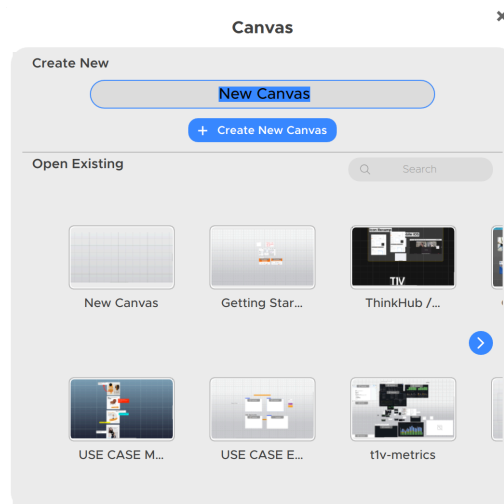 Canvas
Create New
New Canvas
+ Create New Canvas
Open Existing
Search
New Canvas
Getting Star...
ThinkHub /...
T1V
USE CASE M...
USE CASE E...
t1v-metrics